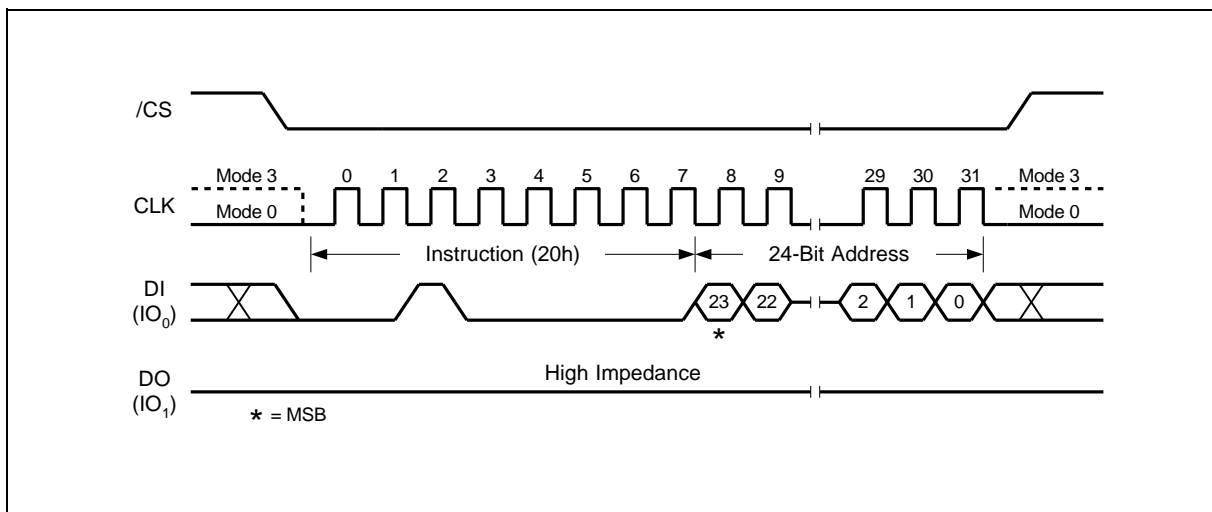 /CS
Mode 3 0 1 2 3 4 5 6 7 8 9 29 30 31 Mode 3
CLK
Mode 0 Mode 0
Instruction (20h) 24-Bit Address
DI
(IO0)
23 22 2 1 0
*
High Impedance
DO
(IO1)
* = MSB